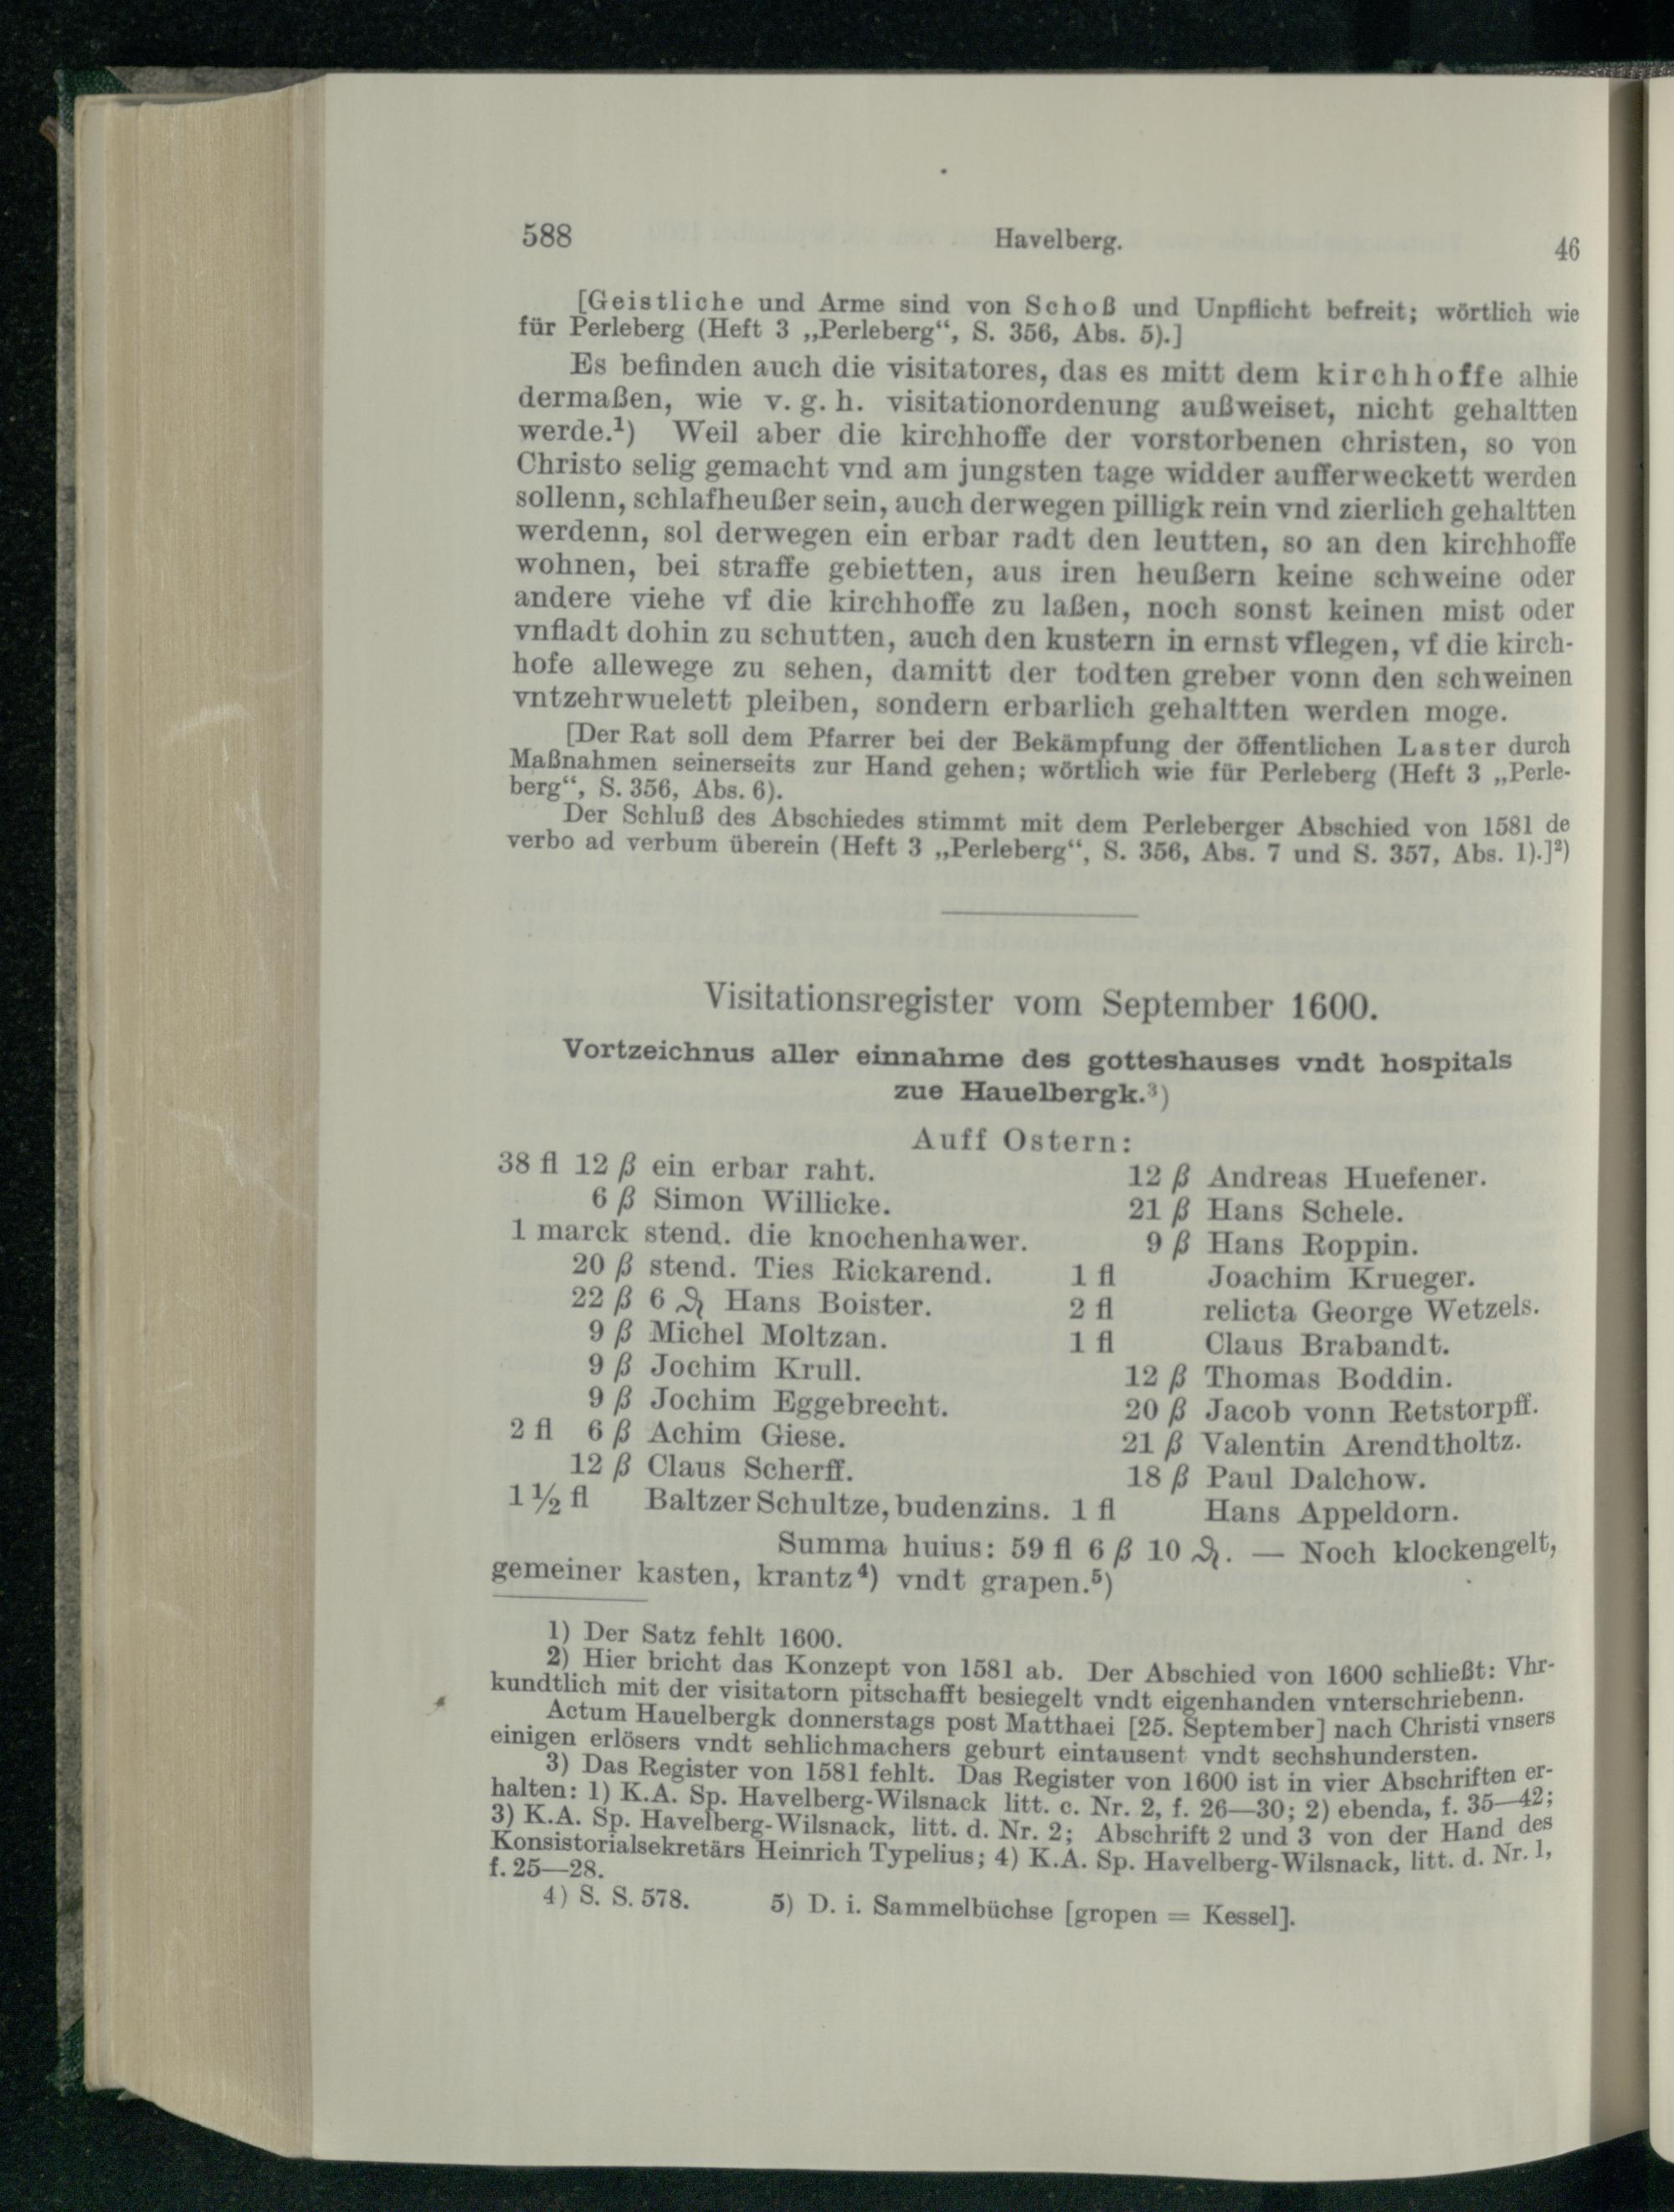 588 Havelberg. 46
[Geistliche und Arme sind von Schoß und Unpflicht befreit; wörtlich wie
für Perleberg (Heft 3 „Perleberg“, S. 356, Abs. 5).]
Es befinden auch die visitatores, das es mitt dem kirchhoffe alhie
dermaßen, wie v. g. h. visitationordenung außweiset, nicht gehaltten
werde.¹) Weil aber die kirchhoffe der vorstorbenen christen, so von
Christo selig gemacht vnd am jungsten tage widder aufferweckett werden
sollenn, schlafheußer sein, auch derwegen pilligk rein vnd zierlich gehaltten
werdenn, sol derwegen ein erbar radt den leutten, so an den kirchhoffe
wohnen, bei straffe gebietten, aus iren heußern keine schweine oder
andere viehe vf die kirchhoffe zu laßen, noch sonst keinen mist oder
vnfladt dohin zu schutten, auch den kustern in ernst vflegen, vf die kirch-
hofe allewege zu sehen, damitt der todten greber vonn den schweinen
vntzehrwuelett pleiben, sondern erbarlich gehaltten werden moge.
[Der Rat soll dem Pfarrer bei der Bekämpfung der öffentlichen Laster durch
Maßnahmen seinerseits zur Hand gehen; wörtlich wie für Perleberg (Heft 3 „Perle-
berg“, S. 356, Abs. 6).
Der Schluß des Abschiedes stimmt mit dem Perleberger Abschied von 1581 de
verbo ad verbum überein (Heft 3 „Perleberg“, S. 356, Abs. 7 und S. 357, Abs. 1).]²)
Visitationsregister vom September 1600.
Vortzeichnus aller einnahme des gotteshauses vndt hospitals
zue Hauelbergk.³)
Auff Ostern:
38 fl 12 β ein erbar raht.
6 β Simon Willicke.
1 marck stend. die knochenhawer.
20 β stend. Ties Rickarend.
22 β 6 ₰ Hans Boister.
9 β Michel Moltzan.
9 β Jochim Krull.
9 β Jochim Eggebrecht.
2 fl 6 β Achim Giese.
12 β Claus Scherff.
1 ½ fl Baltzer Schultze, budenzins.
12 β Andreas Huefener.
21 β Hans Schele.
9 β Hans Roppin.
1 fl Joachim Krueger.
2 fl relicta George Wetzels.
1 fl Claus Brabandt.
12 β Thomas Boddin.
20 β Jacob vonn Retstorpff.
21 β Valentin Arendtholtz.
18 β Paul Dalchow.
1 fl Hans Appeldorn.
Summa huius: 59 fl 6 β 10 ₰. — Noch klockengelt,
gemeiner kasten, krantz⁴) vndt grapen.⁵)
1) Der Satz fehlt 1600.
2) Hier bricht das Konzept von 1581 ab. Der Abschied von 1600 schließt: Vhr-
kundtlich mit der visitatorn pitschafft besiegelt vndt eigenhanden vnterschriebenn.
Actum Hauelbergk donnerstags post Matthaei [25. September] nach Christi vnsers
einigen erlösers vndt sehlichmachers geburt eintausent vndt sechshundersten.
3) Das Register von 1581 fehlt. Das Register von 1600 ist in vier Abschriften er-
halten: 1) K.A. Sp. Havelberg-Wilsnack litt. c. Nr. 2, f. 26—30; 2) ebenda, f. 35—42;
3) K.A. Sp. Havelberg-Wilsnack, litt. d. Nr. 2; Abschrift 2 und 3 von der Hand des
Konsistorialsekretärs Heinrich Typelius; 4) K.A. Sp. Havelberg-Wilsnack, litt. d. Nr. 1,
f. 25—28.
4) S. S. 578. 5) D. i. Sammelbüchse [gropen = Kessel].